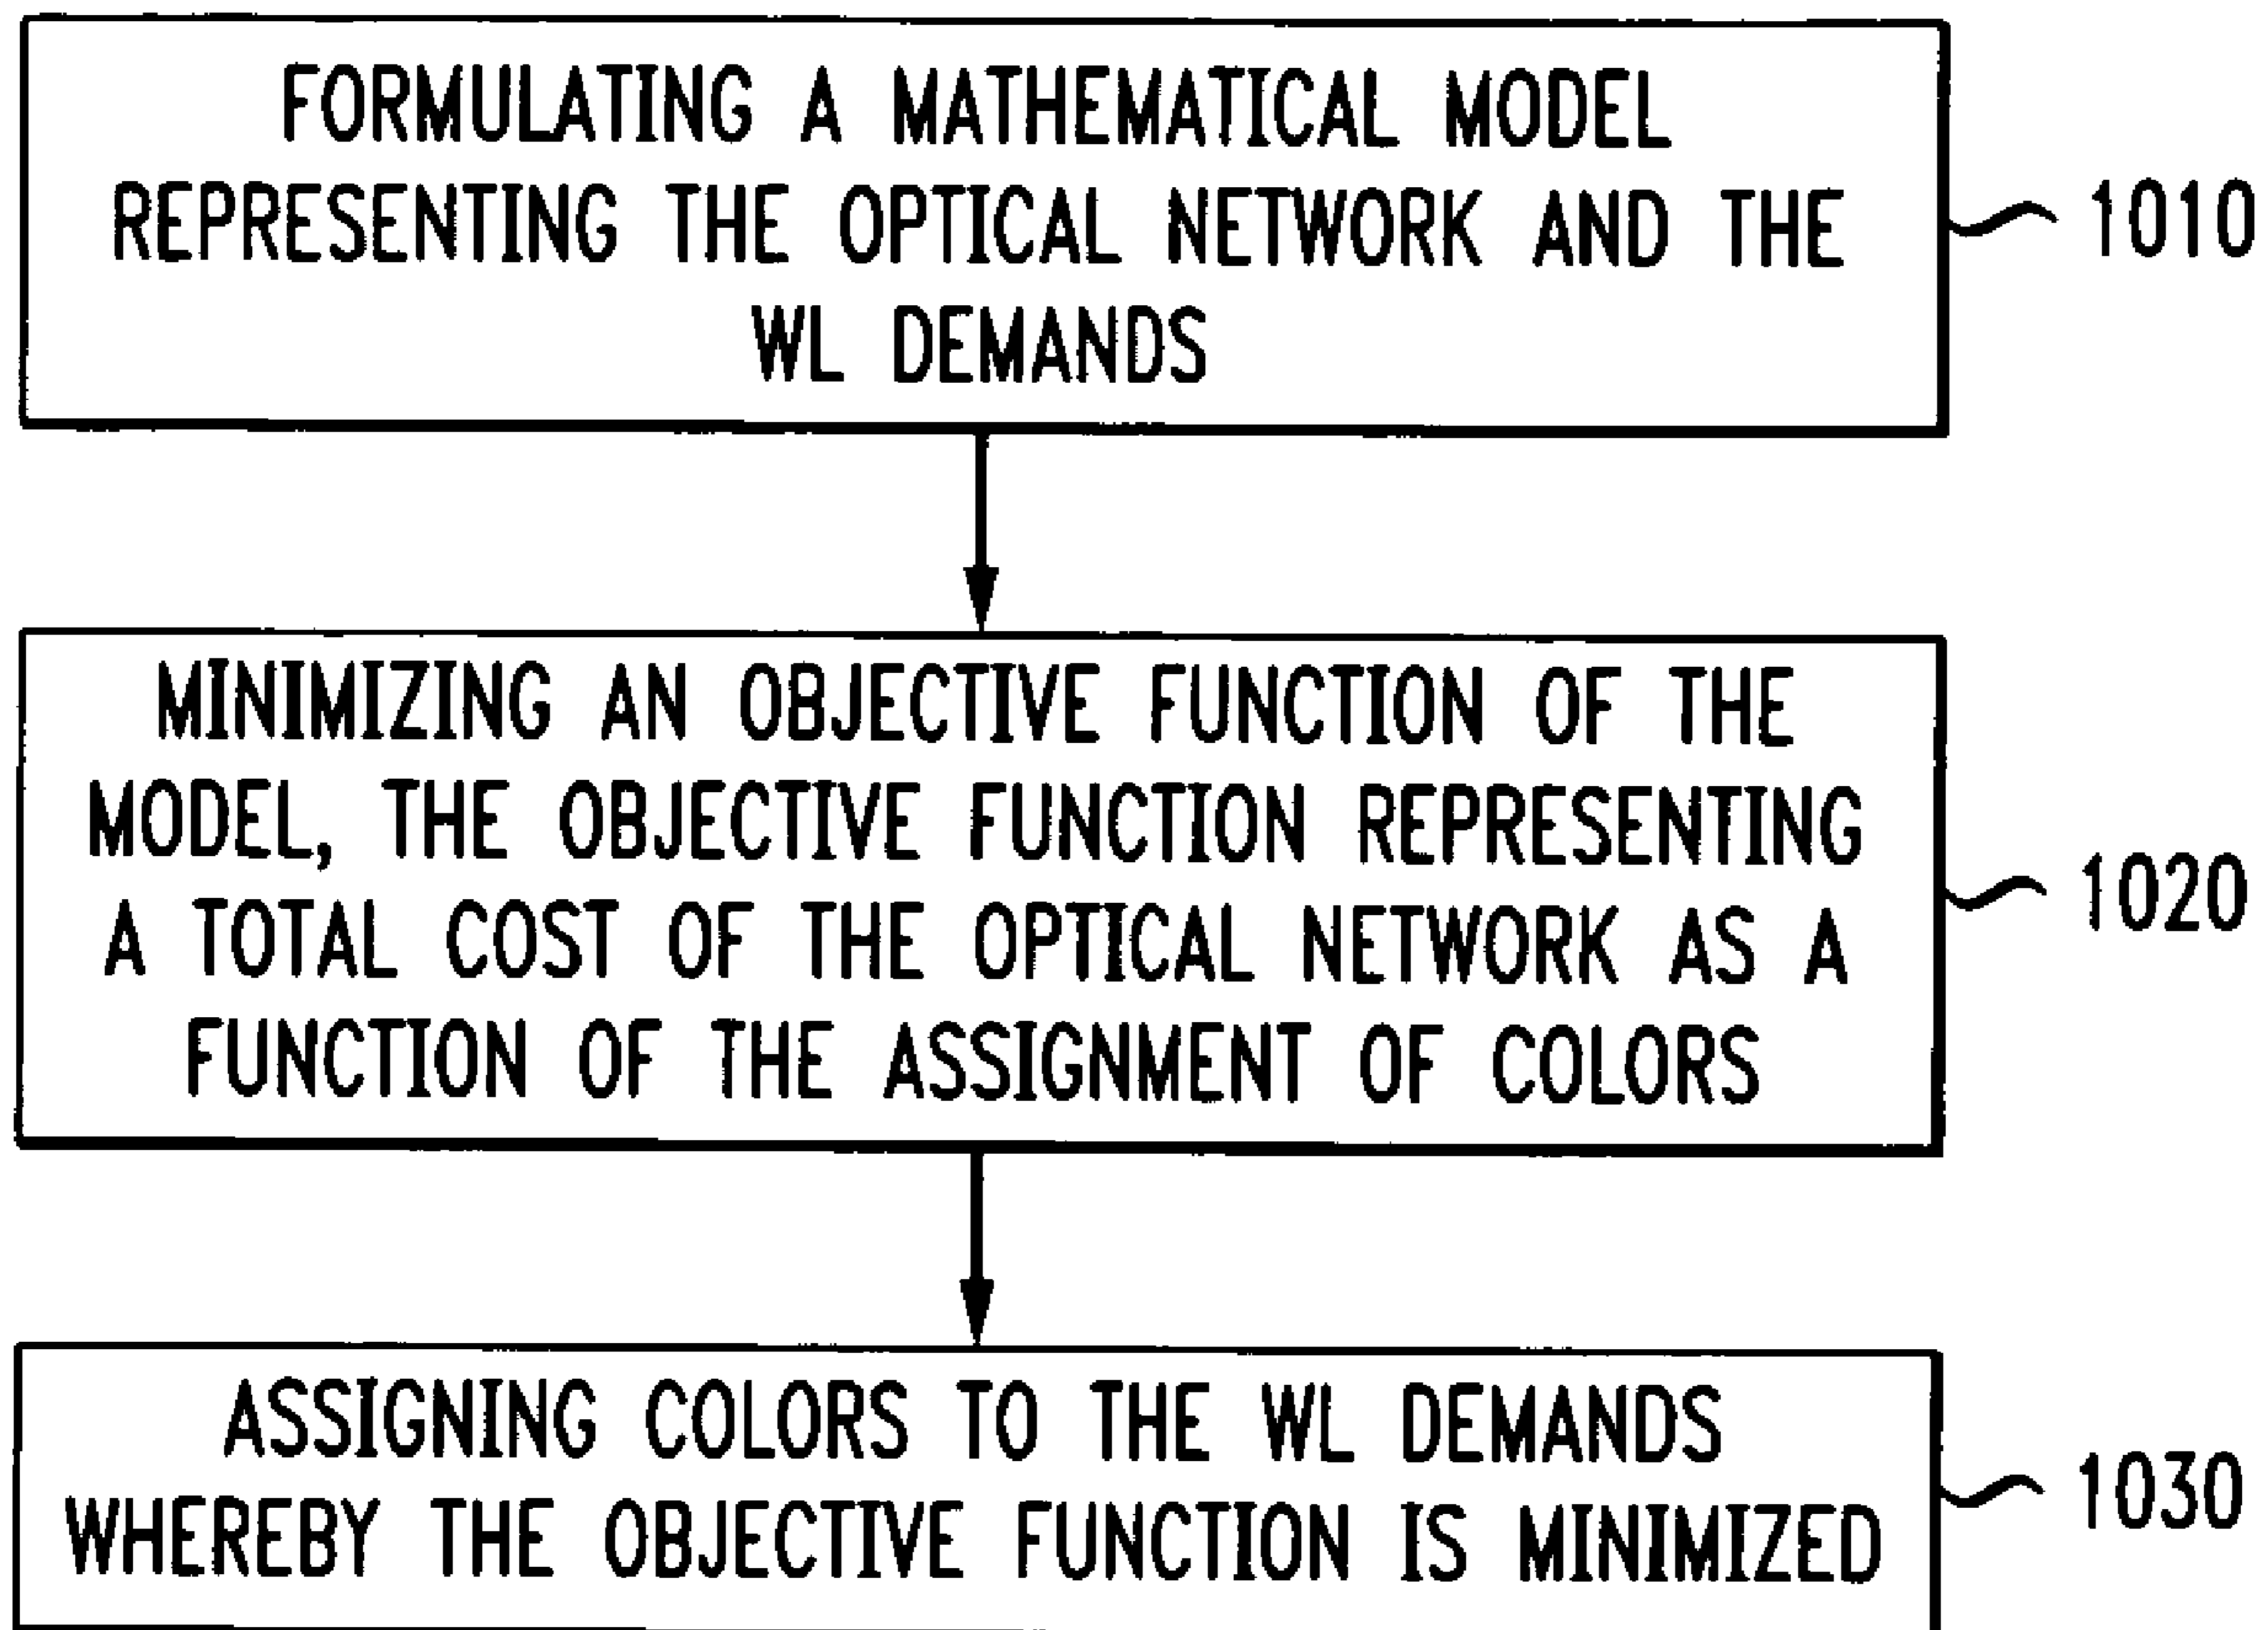 FORMULATING A MATHEMATICAL MODEL
REPRESENTING THE OPTICAL NETWORK AND THE
WL DEMANDS
1010
MINIMIZING AN OBJECTIVE FUNCTION OF THE
MODEL, THE OBJECTIVE FUNCTION REPRESENTING
A TOTAL COST OF THE OPTICAL NETWORK AS A
FUNCTION OF THE ASSIGNMENT OF COLORS
1020
ASSIGNING COLORS TO THE WL DEMANDS
WHEREBY THE OBJECTIVE FUNCTION IS MINIMIZED
1030